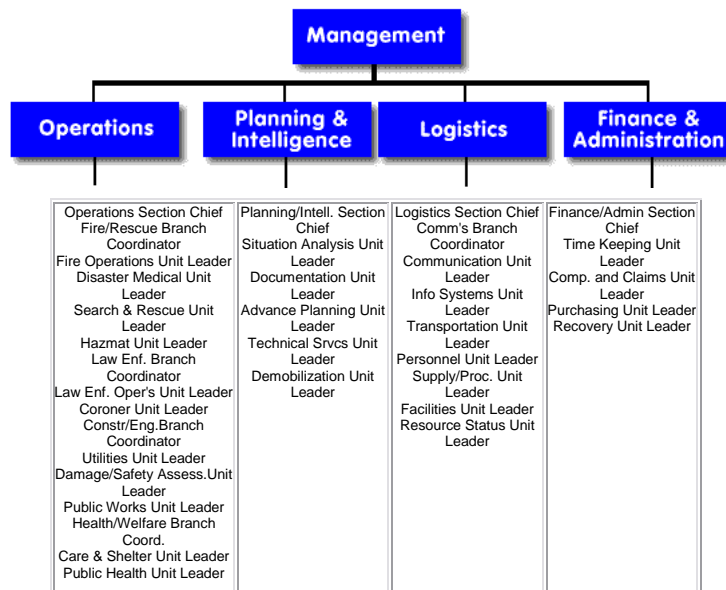 Management
Operations
Planning &
Intelligence
Logistics
Finance &
Administration
Operations Section Chief
Fire/Rescue Branch
Coordinator
Fire Operations Unit Leader
Disaster Medical Unit
Leader
Search & Rescue Unit
Leader
Hazmat Unit Leader
Law Enf. Branch
Coordinator
Law Enf. Oper's Unit Leader
Coroner Unit Leader
Constr/Eng.Branch
Coordinator
Utilities Unit Leader
Damage/Safety Assess.Unit
Leader
Public Works Unit Leader
Health/Welfare Branch
Coord.
Care & Shelter Unit Leader
Public Health Unit Leader
Planning/Intell. Section
Chief
Situation Analysis Unit
Leader
Documentation Unit
Leader
Advance Planning Unit
Leader
Technical Srvcs Unit
Leader
Demobilization Unit
Leader
Logistics Section Chief
Comm's Branch
Coordinator
Communication Unit
Leader
Info Systems Unit
Leader
Transportation Unit
Leader
Personnel Unit Leader
Supply/Proc. Unit
Leader
Facilities Unit Leader
Resource Status Unit
Leader
Finance/Admin Section
Chief
Time Keeping Unit
Leader
Comp. and Claims Unit
Leader
Purchasing Unit Leader
Recovery Unit Leader